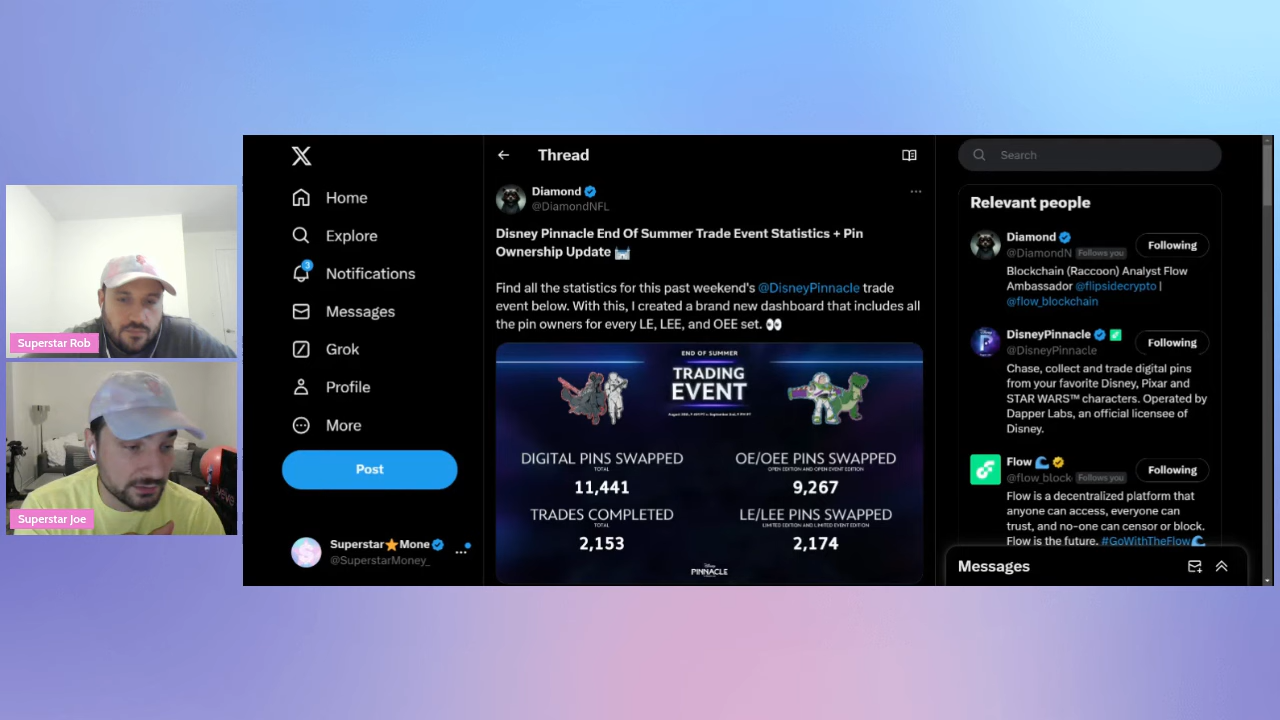 Superstar Rob
Superstar Joe
Home
Explore
3
Notifications
Messages
Grok
Profile
More
Post
Superstar⭐Mone
@SuperstarMoney_
Thread
Diamond
@DiamondNFL
Disney Pinnacle End Of Summer Trade Event Statistics + Pin
Ownership Update
Find all the statistics for this past weekend's @DisneyPinnacle trade
event below. With this, I created a brand new dashboard that includes all
the pin owners for every LE, LEE, and OEE set. 👀
END OF SUMMER
TRADING
EVENT
DIGITAL PINS SWAPPED
TOTAL
11,441
OE/OEE PINS SWAPPED
OPEN EDITION AND OPEN EVENT EDITION
9,267
TRADES COMPLETED
TOTAL
2,153
LE/LEE PINS SWAPPED
LIMITED EDITION AND LIMITED EVENT EDITION
2,174
Disney
PINNACLE
Search
Relevant people
Diamond
@DiamondN Follows you
Following
Blockchain (Raccoon) Analyst Flow
Ambassador @flipsidecrypto |
@flow_blockchain
DisneyPinnacle
@DisneyPinnacle
Following
Chase, collect and trade digital pins
from your favorite Disney, Pixar and
STAR WARS™ characters. Operated by
Dapper Labs, an official licensee of
Disney.
Flow 🌊
@flow_block Follows you
Following
Flow is a decentralized platform that
anyone can access, everyone can
trust, and no-one can censor or block.
Flow is the future. #GoWithTheFlow🌊
Messages